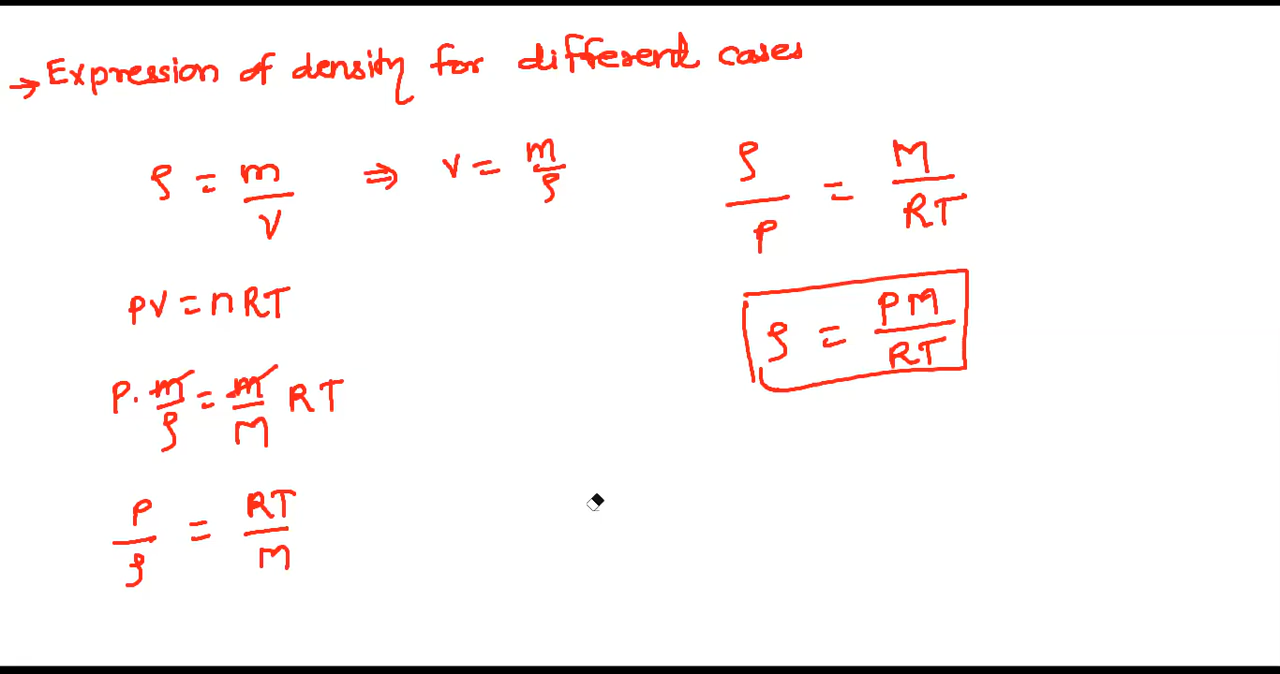 → Expression of density for different cases
ρ = m/V ⇒ V = m/ρ
PV = nRT
P. m/ρ = m/M RT
P/ρ = RT/M
ρ/P = M/RT
ρ = PM/RT